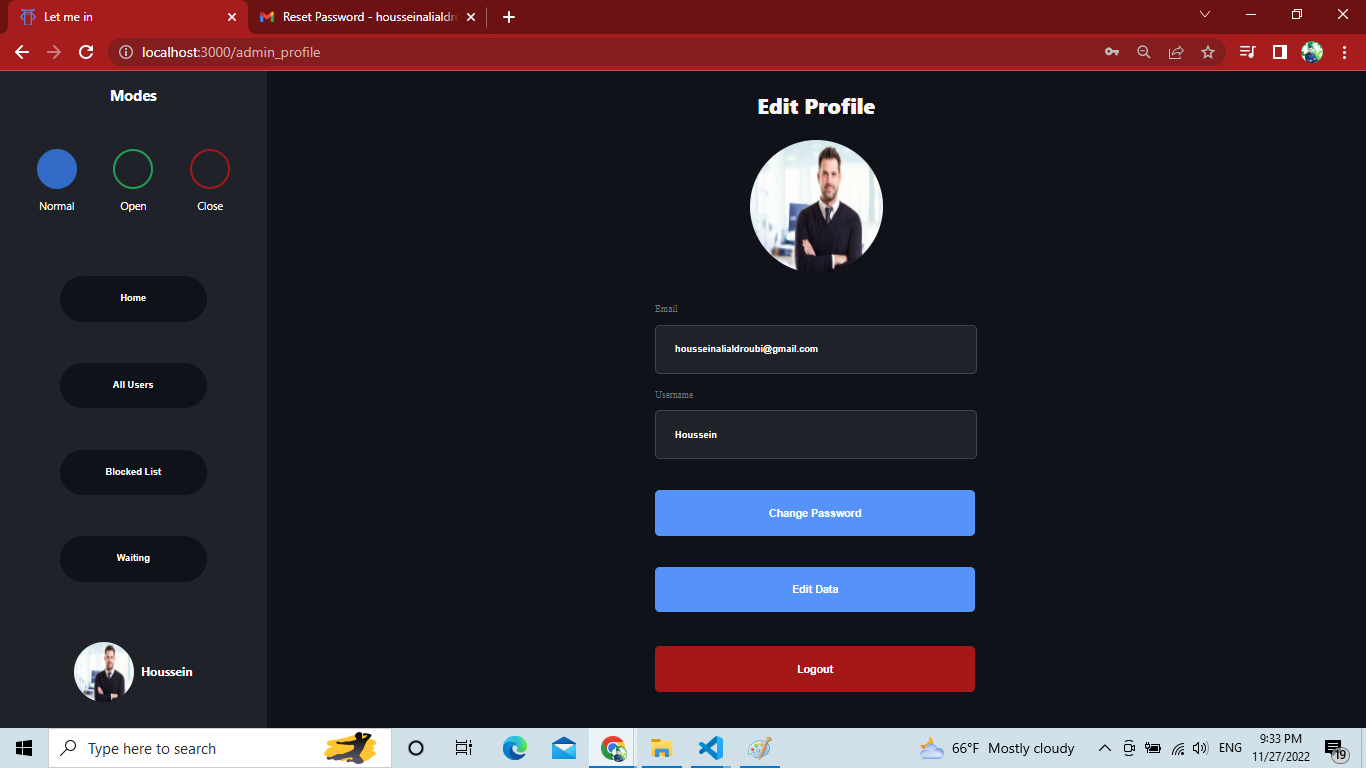 Let me in
Reset Password - housseinalialdr
localhost:3000/admin_profile
Modes
Normal
Open
Close
Home
All Users
Blocked List
Waiting
Houssein
Edit Profile
Email
housseinalialdroubi@gmail.com
Username
Houssein
Change Password
Edit Data
Logout
Type here to search
66°F Mostly cloudy
ENG
9:33 PM
11/27/2022
19